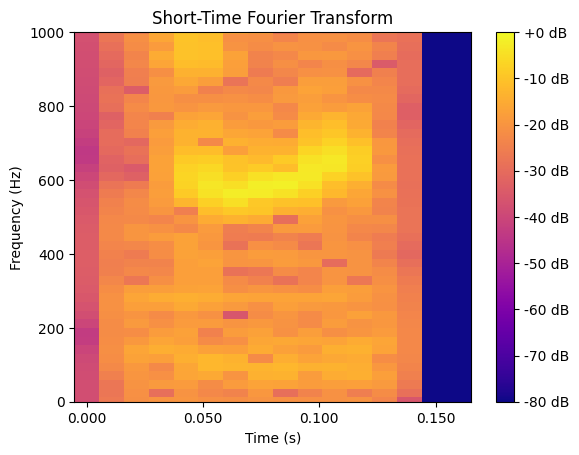 Short-Time Fourier Transform
1000
800
600
400
200
0
Frequency (Hz)
0.000 0.050 0.100 0.150
Time (s)
+0 dB
-10 dB
-20 dB
-30 dB
-40 dB
-50 dB
-60 dB
-70 dB
-80 dB